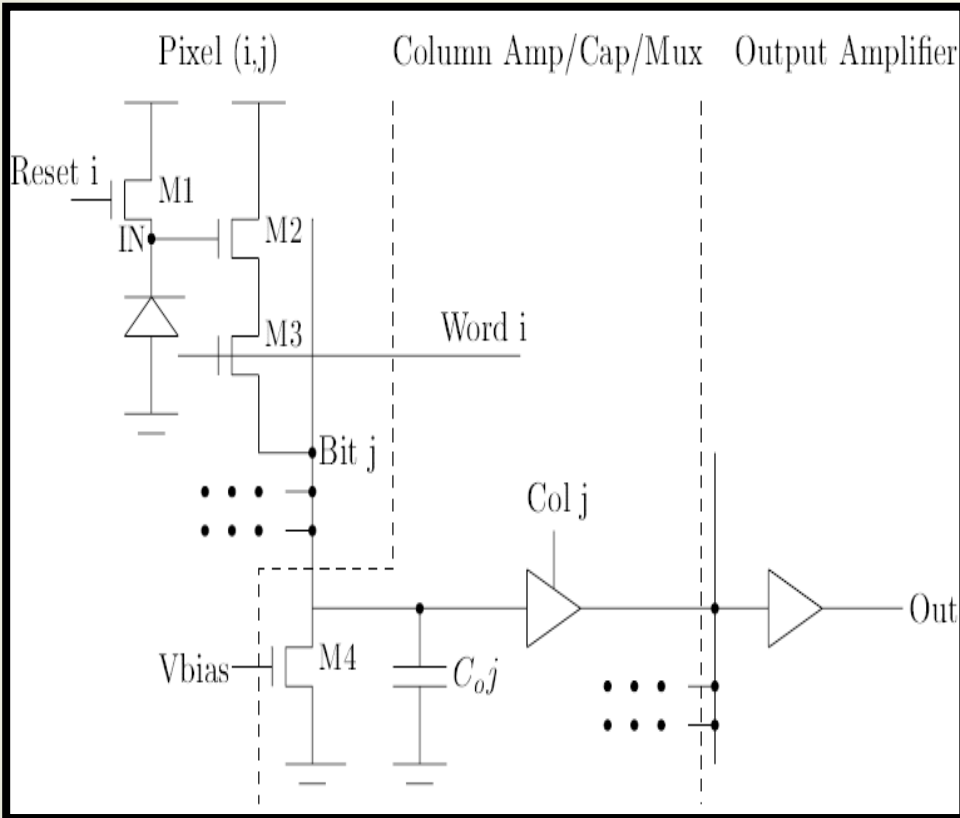 Pixel (i,j)
Column Amp/Cap/Mux
Output Amplifier
Reset i
M1
IN
M2
M3
Word i
Bit j
Col j
Out
Vbias
M4
Coj